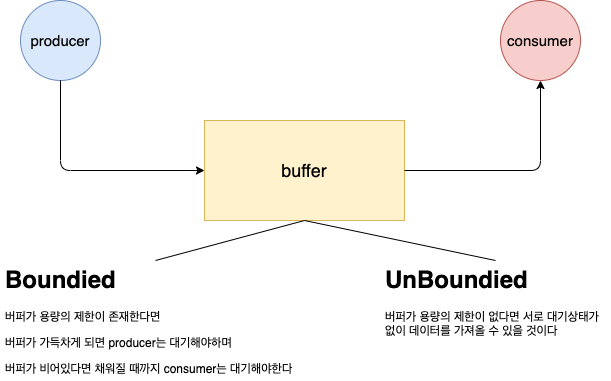 producer
consumer
buffer
Boundied
버퍼가 용량의 제한이 존재한다면
버퍼가 가득차게 되면 producer는 대기해야하며
버퍼가 비어있다면 채워질 때까지 consumer는 대기해야한다
UnBoundied
버퍼가 용량의 제한이 없다면 서로 대기상태가
없이 데이터를 가져올 수 있을 것이다